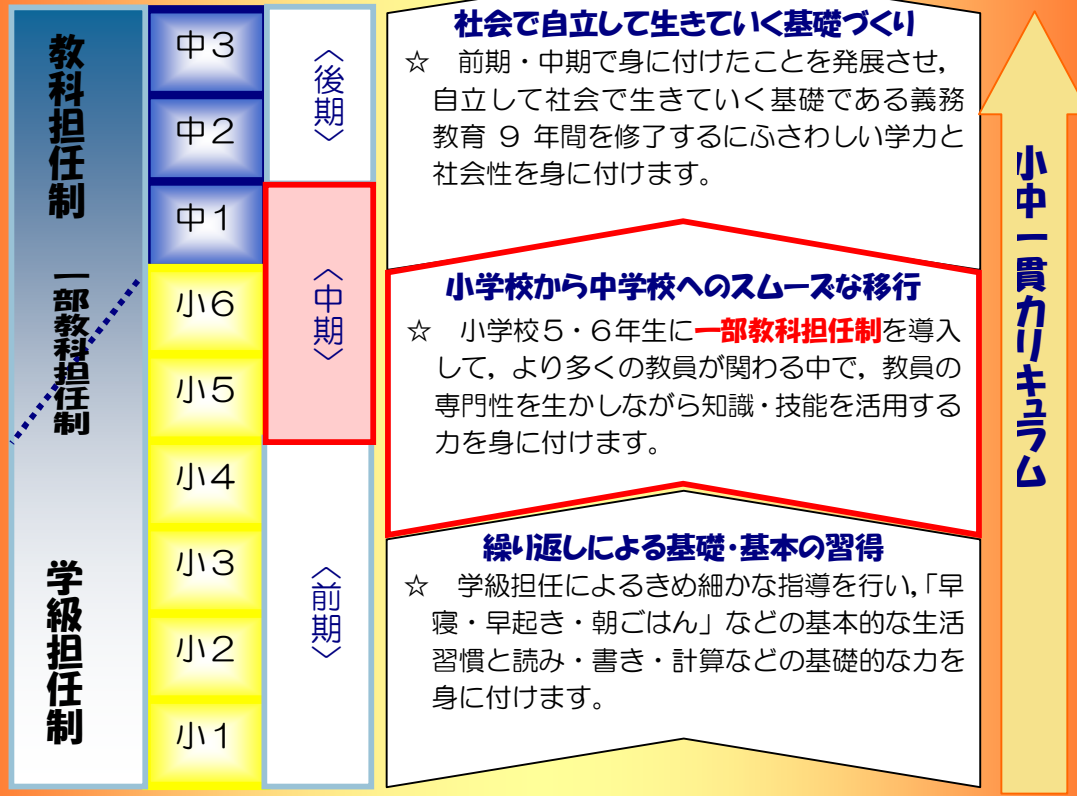 教科担任制
一部教科担任制
学級担任制
中3
中2
中1
小6
小5
小4
小3
小2
小1
〈後期〉
〈中期〉
〈前期〉
社会で自立して生きていく基礎づくり
☆　前期・中期で身に付けたことを発展させ，
自立して社会で生きていく基礎である義務
教育 9 年間を修了するにふさわしい学力と
社会性を身に付けます。
小学校から中学校へのスムーズな移行
☆　小学校５・６年生に一部教科担任制を導入
して，より多くの教員が関わる中で，教員の
専門性を生かしながら知識・技能を活用する
力を身に付けます。
繰り返しによる基礎・基本の習得
☆　学級担任によるきめ細かな指導を行い，「早
寝・早起き・朝ごはん」などの基本的な生活
習慣と読み・書き・計算などの基礎的な力を
身に付けます。
小中一貫カリキュラム